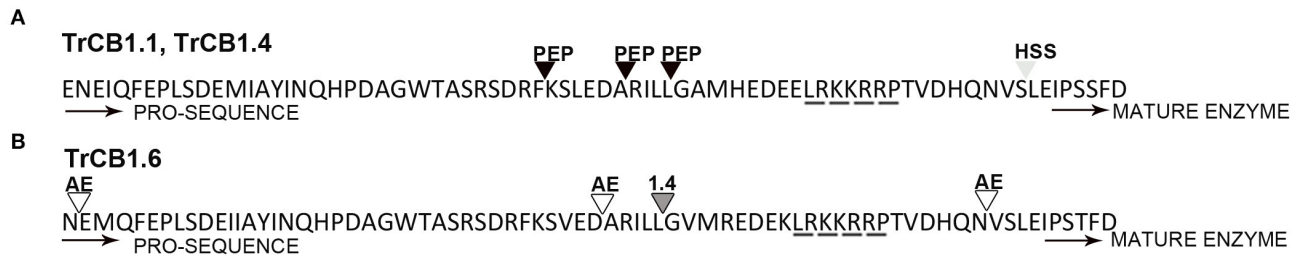 A
TrCB1.1, TrCB1.4
PEP PEP PEP HSS
ENEIQFEPLSDEMIAYINQHPDAGWTASRSDRFKSLEDARILLGAMHEDEELRKKRRPTVDHQNVSLEIPSSFD
PRO-SEQUENCE MATURE ENZYME
B
TrCB1.6
AE AE 1.4 AE
NEMQFEPLSDEIIAYINQHPDAGWTASRSDRFKSVEDARILLGVMREDEKLRKKRRPTVDHQNVSLEIPSTFD
PRO-SEQUENCE MATURE ENZYME